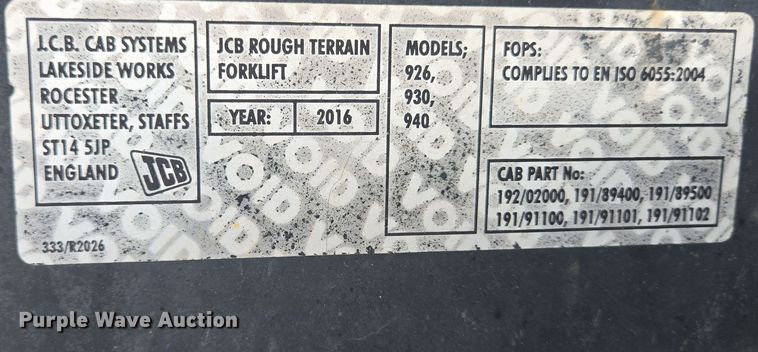 J.C.B. CAB SYSTEMS
LAKESIDE WORKS
ROCESTER
UTTOXETER, STAFFS
ST14 5JP
ENGLAND
JCB
333/R2026
JCB ROUGH TERRAIN
FORKLIFT
YEAR: 2016
MODELS;
926,
930,
940
FOPS:
COMPLIES TO EN ISO 6055:2004
CAB PART No:
192/02000, 191/89400, 191/89500
191/91100, 191/91101, 191/91102
VOID
Purple Wave Auction